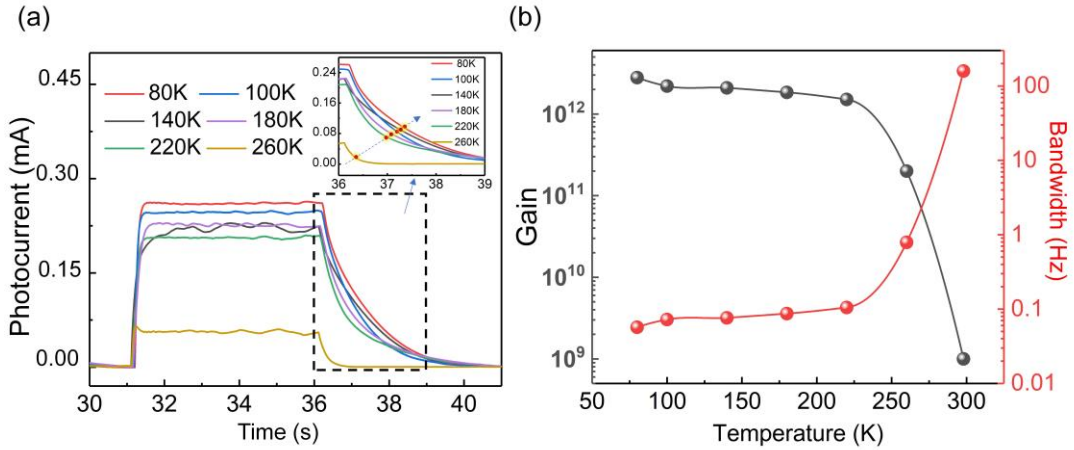 (a)
Photocurrent (mA)
0.45
0.30
0.15
0.00
80K 100K
140K 180K
220K 260K
30 32 34 36 38 40
Time (s)
0.24
0.16
0.08
0.00
36 37 38 39
80K
100K
140K
180K
220K
260K
(b)
Gain
10¹²
10¹¹
10¹⁰
10⁹
50 100 150 200 250 300
Temperature (K)
100
10
1
0.1
0.01
Bandwidth (Hz)